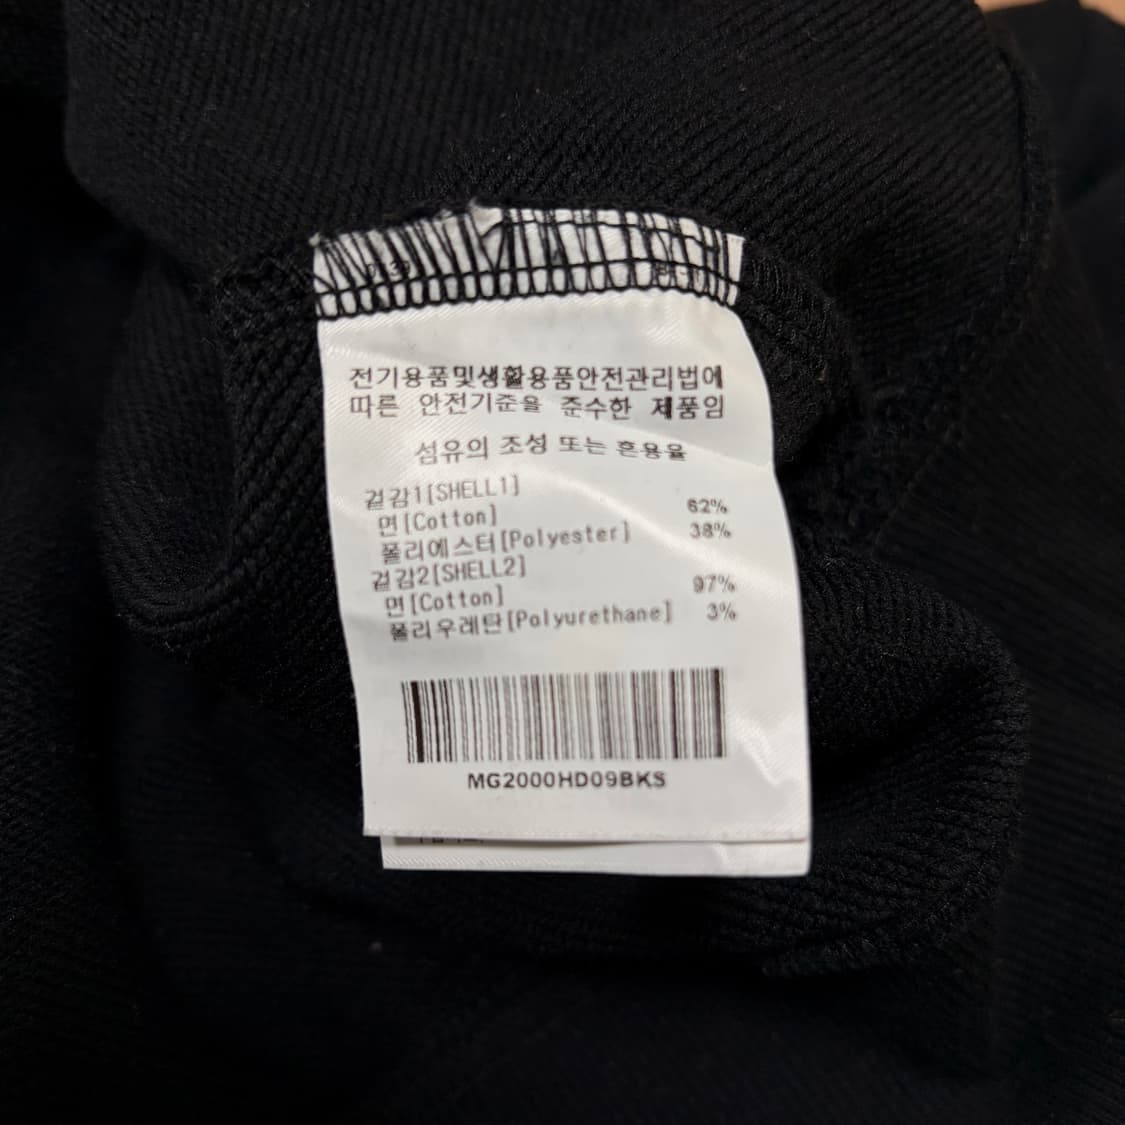 전기용품및생활용품안전관리법에
따른 안전기준을 준수한 제품임
섬유의 조성 또는 혼용율
겉감1[SHELL1]
면[Cotton] 62%
폴리에스터[Polyester] 38%
겉감2[SHELL2]
면[Cotton] 97%
폴리우레탄[Polyurethane] 3%
MG2000HD09BKS